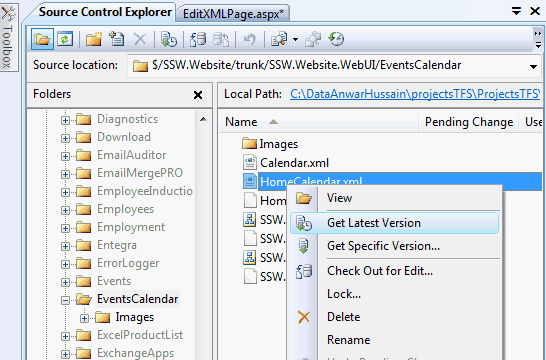 Toolbox
Source Control Explorer
EditXMLPage.aspx*
Source location:
$/SSW.Website/trunk/SSW.Website.WebUI/EventsCalendar
Folders
Diagnostics
Download
EmailAuditor
EmailMergePRO
EmployeeInductio
Employees
Employment
Entegra
ErrorLogger
Events
EventsCalendar
Images
ExcelProductList
ExchangeApps
Local Path: C:\DataAnwarHussain\projectsTFS\ProjectsTFS\
Name Pending Change Use
Images
Calendar.xml
HomeCalendar.xml
Hom
SSW.
SSW.
SSW.
SSW.
View
Get Latest Version
Get Specific Version...
Check Out for Edit...
Lock...
Delete
Rename